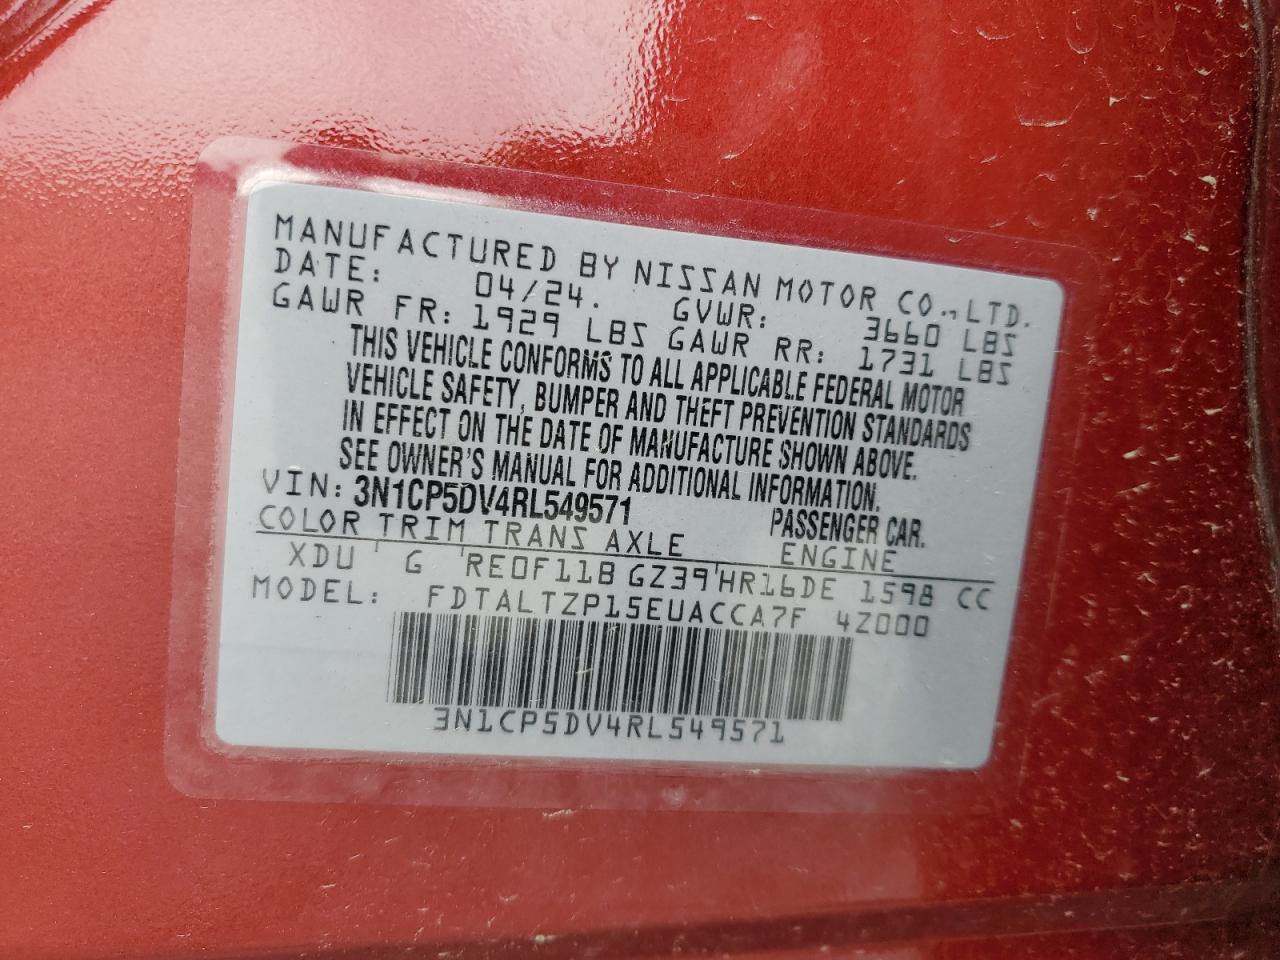 MANUFACTURED BY NISSAN MOTOR CO., LTD.
DATE: 04/24. GVWR: 3660 LBS
GAWR FR: 1929 LBS GAWR RR: 1731 LBS
THIS VEHICLE CONFORMS TO ALL APPLICABLE FEDERAL MOTOR
VEHICLE SAFETY, BUMPER AND THEFT PREVENTION STANDARDS
IN EFFECT ON THE DATE OF MANUFACTURE SHOWN ABOVE.
SEE OWNER'S MANUAL FOR ADDITIONAL INFORMATION.
VIN: 3N1CP5DV4RL549571 PASSENGER CAR.
COLOR TRIM TRANS AXLE ENGINE
XDU G RE0F11B GZ39 HR16DE 1598 CC
MODEL: FDTALTZP15EUACCA7F 4Z000
3N1CP5DV4RL549571